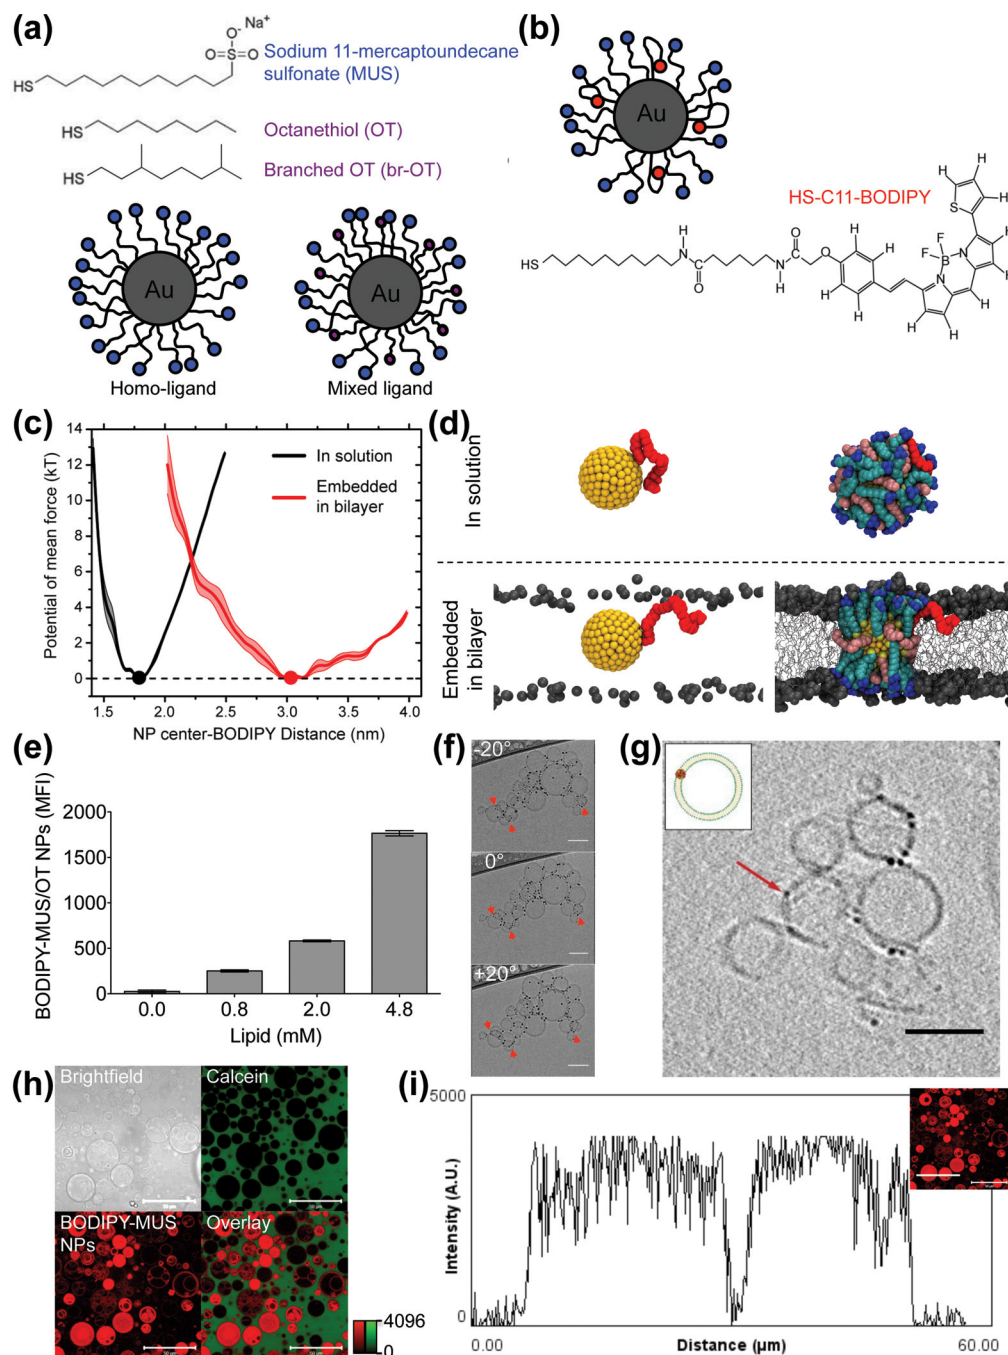 (a)
Na+
O-
O=S=O
HS
Sodium 11-mercaptoundecane
sulfonate (MUS)
HS
Octanethiol (OT)
HS
Branched OT (br-OT)
Au
Au
Homo-ligand
Mixed ligand
(b)
Au
HS-C11-BODIPY
HS
H
N
O
N
H
O
O
H
H
H
H
H
H
S
H
H
F
F
B
N
N
H
H
H
H
H
(c)
Potential of mean force (kT)
14
12
10
8
6
4
2
0
In solution
Embedded
in bilayer
1.5
2.0
2.5
3.0
3.5
4.0
NP center-BODIPY Distance (nm)
(d)
In solution
Embedded
in bilayer
(e)
BODIPY-MUS/OT NPs (MFI)
2000
1500
1000
500
0
0.0
0.8
2.0
4.8
Lipid (mM)
(f)
-20°
0°
+20°
(g)
(h)
Brightfield
Calcein
BODIPY-MUS
NPs
Overlay
4096
0
(i)
5000
Intensity (A.U.)
0
0.00
Distance (µm)
60.00